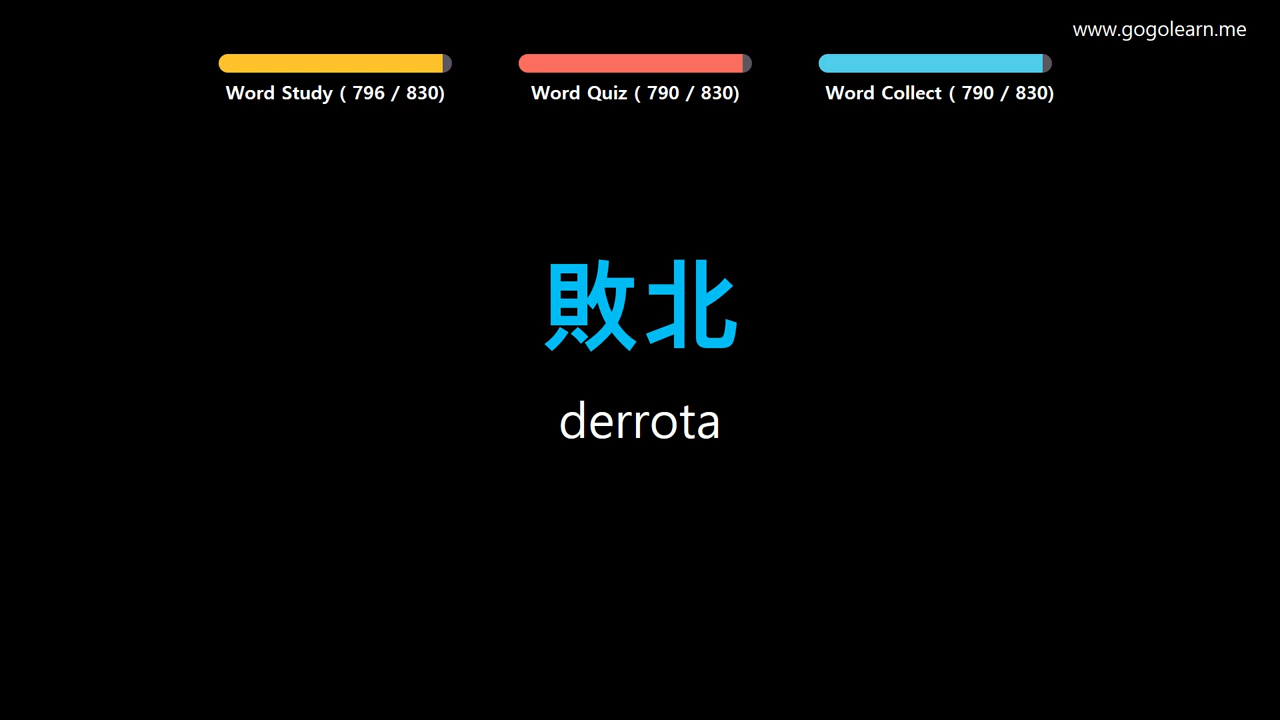 www.gogolearn.me
Word Study ( 796 / 830)
Word Quiz ( 790 / 830)
Word Collect ( 790 / 830)
敗北
derrota